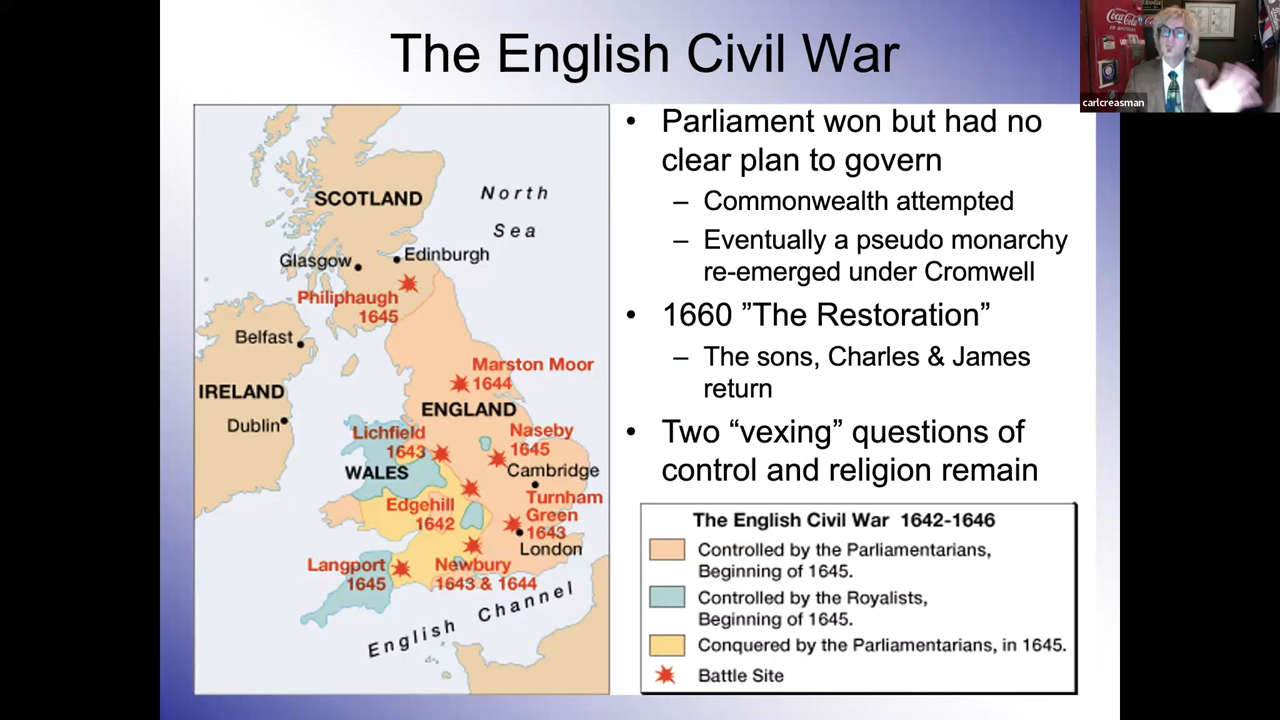 The English Civil War
carlcreasman
Coca-Cola
IN BOTTLES
• Parliament won but had no
clear plan to govern
– Commonwealth attempted
– Eventually a pseudo monarchy
re-emerged under Cromwell
• 1660 ”The Restoration”
– The sons, Charles & James
return
• Two “vexing” questions of
control and religion remain
SCOTLAND
North
Sea
Glasgow
Edinburgh
Philiphaugh
1645
Belfast
Marston Moor
1644
IRELAND
ENGLAND
Dublin
Lichfield
1643
Naseby
1645
WALES
Cambridge
Edgehill
1642
Turnham
Green
1643
London
Langport
1645
Newbury
1643 & 1644
English Channel
The English Civil War 1642-1646
Controlled by the Parliamentarians,
Beginning of 1645.
Controlled by the Royalists,
Beginning of 1645.
Conquered by the Parliamentarians, in 1645.
Battle Site